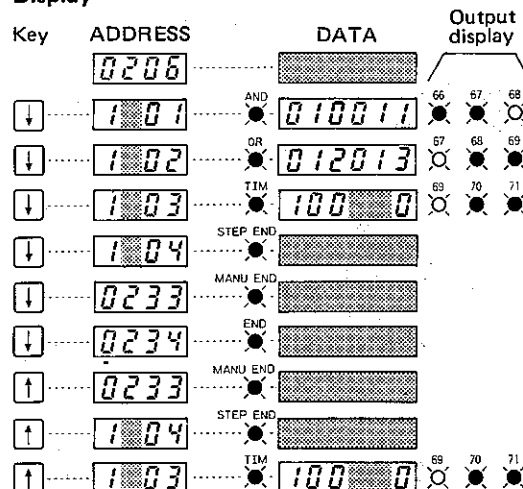 Display
Key ADDRESS DATA Output display
0206
↓ 1 01 AND 010011 66 67 68
↓ 1 02 OR 012013 67 68 69
↓ 1 03 TIM 100 0 69 70 71
↓ 1 04 STEP END
↓ 0233 MANU END
↓ 0234 END
↑ 0233 MANU END
↑ 1 04 STEP END
↑ 1 03 TIM 100 0 69 70 71